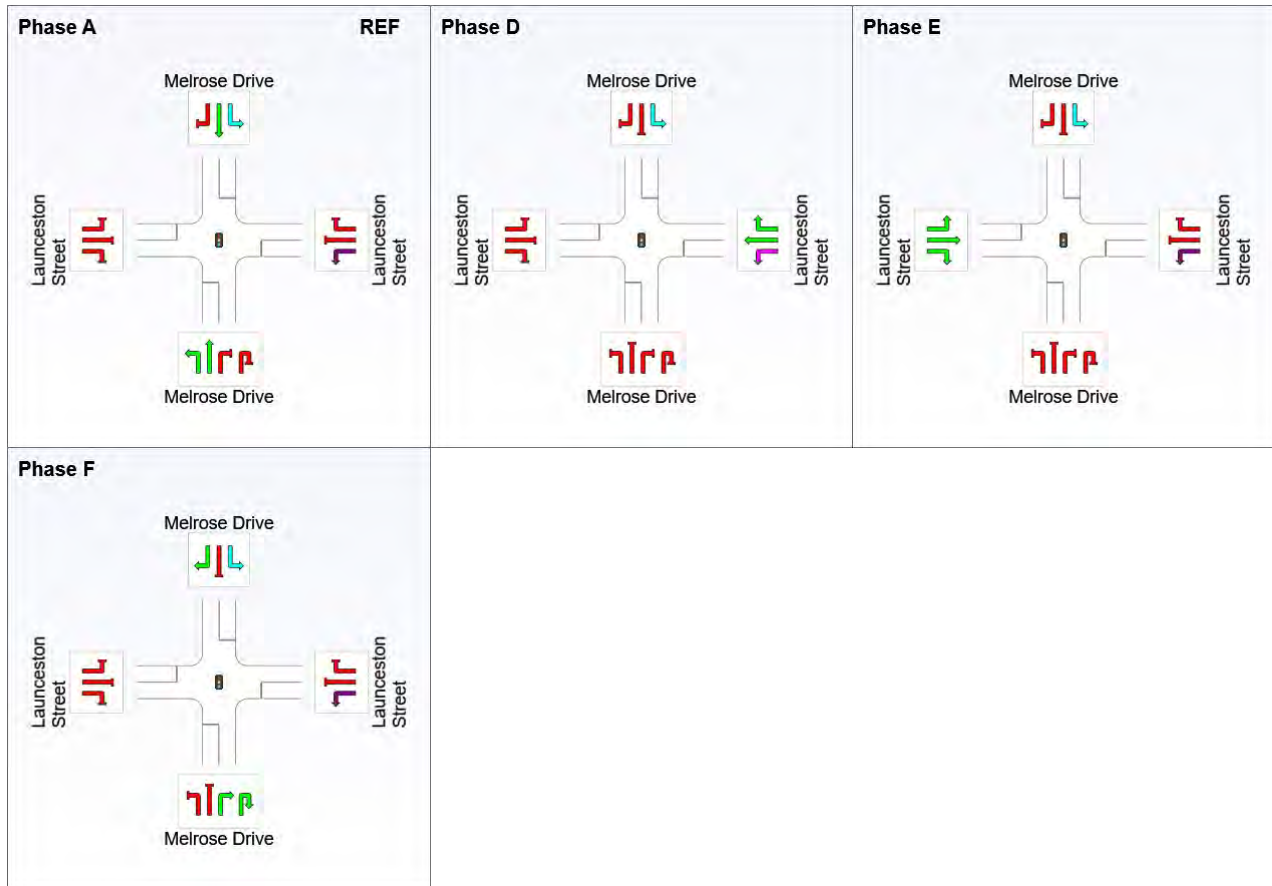 Phase A REF
Melrose Drive
Launceston
Street
Launceston
Street
Melrose Drive
Phase D
Melrose Drive
Launceston
Street
Launceston
Street
Melrose Drive
Phase E
Melrose Drive
Launceston
Street
Launceston
Street
Melrose Drive
Phase F
Melrose Drive
Launceston
Street
Launceston
Street
Melrose Drive